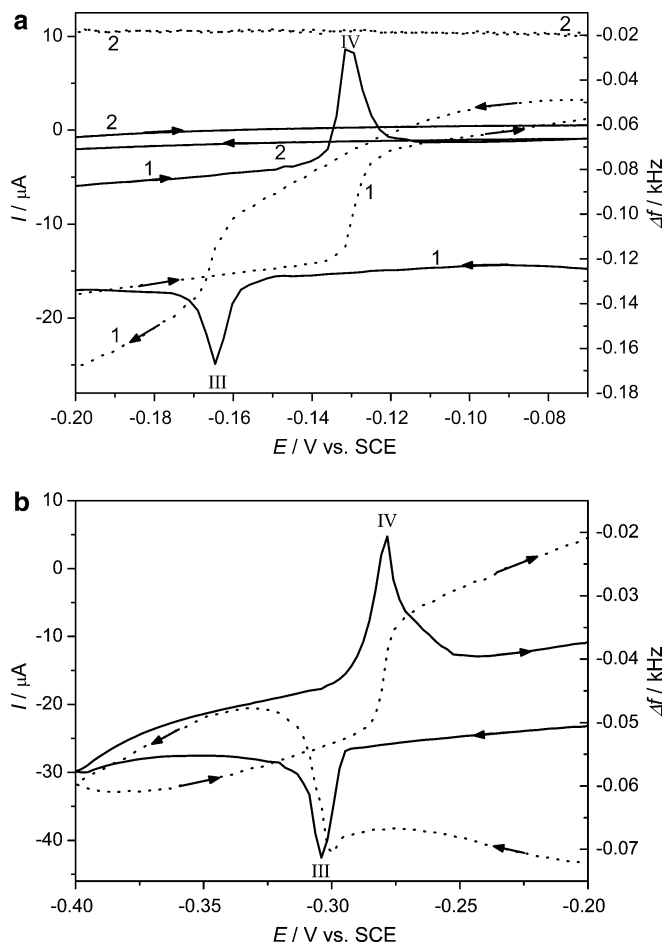 a
10
0
-10
-20
I / µA
-0.02
-0.04
-0.06
-0.08
-0.10
-0.12
-0.14
-0.16
-0.18
Δf / kHz
2
2
IV
2
2
1
1
1
1
III
-0.20 -0.18 -0.16 -0.14 -0.12 -0.10 -0.08
E / V vs. SCE
b
10
0
-10
-20
-30
-40
I / µA
-0.02
-0.03
-0.04
-0.05
-0.06
-0.07
Δf / kHz
IV
III
-0.40 -0.35 -0.30 -0.25 -0.20
E / V vs. SCE